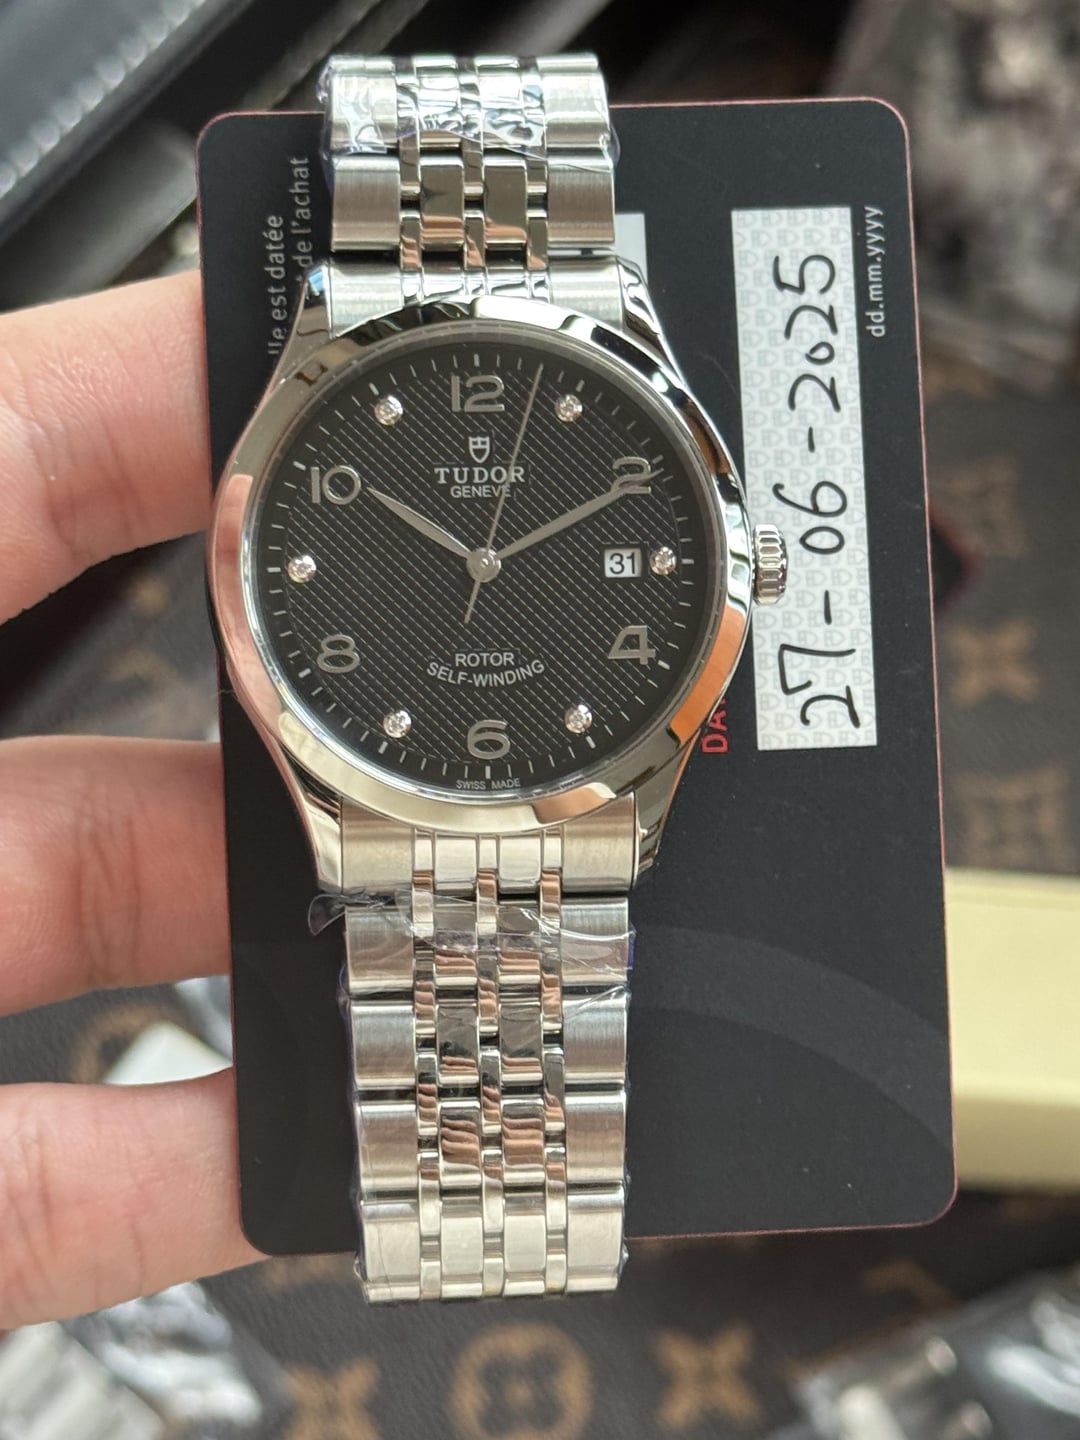 12
TUDOR
GENEVE
10
2
31
8
4
ROTOR
SELF-WINDING
6
SWISS MADE
lle est datée
de l'achat
27-06-2025
dd.mm.yyyy